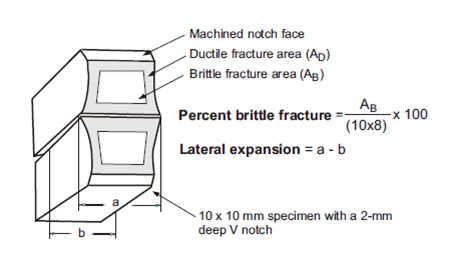 Machined notch face
Ductile fracture area (AD)
Brittle fracture area (AB)
Percent brittle fracture = AB / (10x8) x 100
Lateral expansion = a - b
a
10 x 10 mm specimen with a 2-mm
deep V notch
b